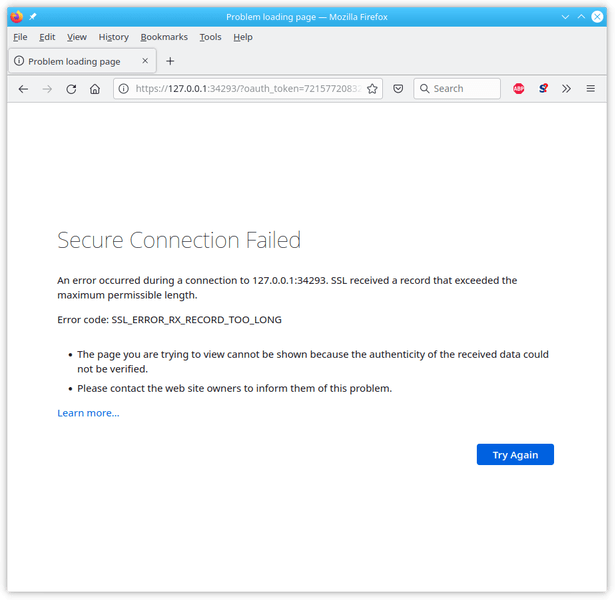 Problem loading page — Mozilla Firefox
File Edit View History Bookmarks Tools Help
Problem loading page
https://127.0.0.1:34293/?oauth_token=7215772083
Search
ABP
S
Secure Connection Failed
An error occurred during a connection to 127.0.0.1:34293. SSL received a record that exceeded the
maximum permissible length.
Error code: SSL_ERROR_RX_RECORD_TOO_LONG
• The page you are trying to view cannot be shown because the authenticity of the received data could
not be verified.
• Please contact the web site owners to inform them of this problem.
Learn more…
Try Again